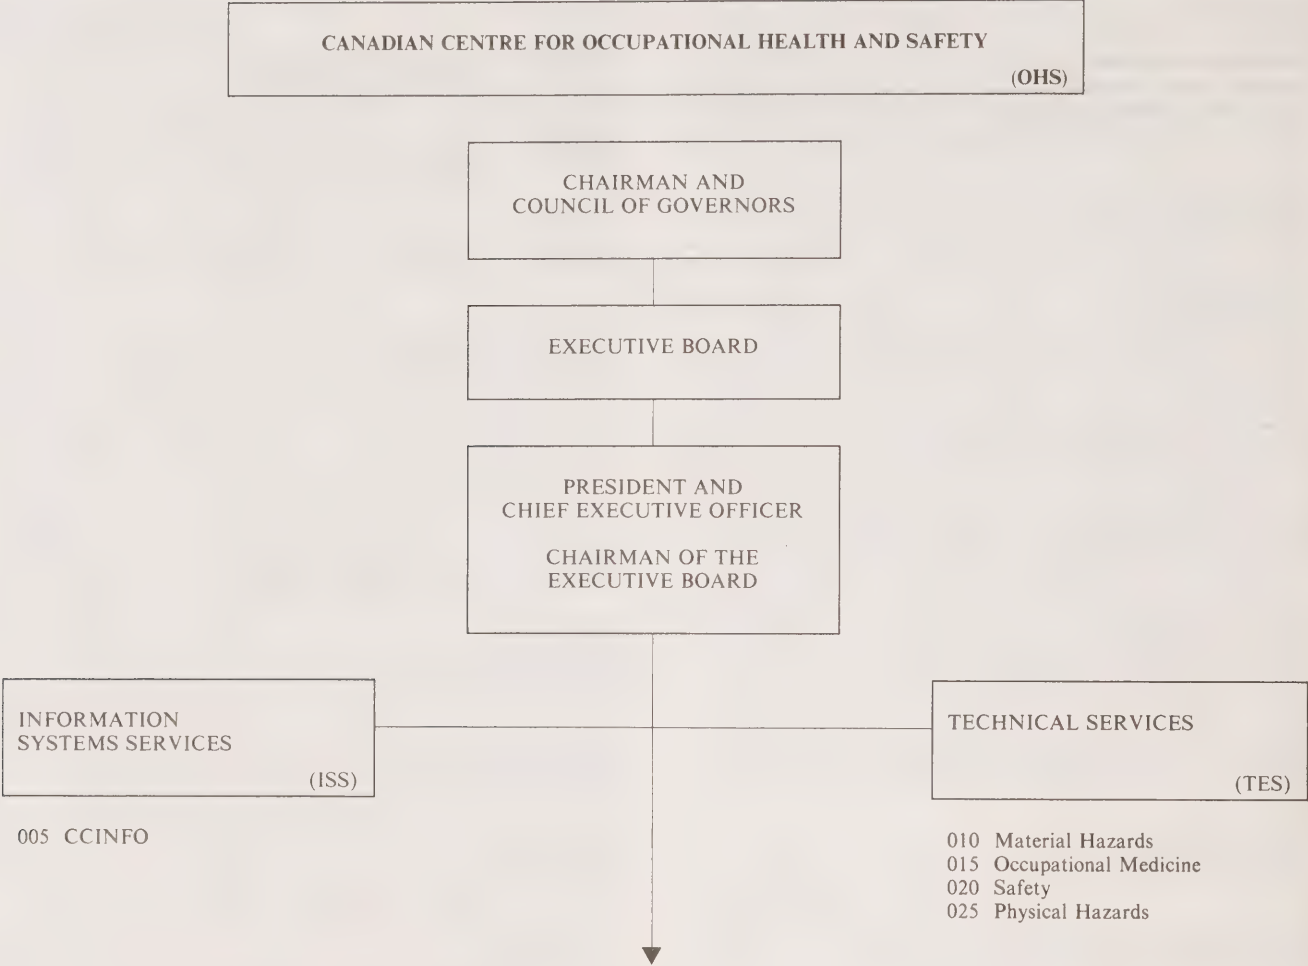 CANADIAN CENTRE FOR OCCUPATIONAL HEALTH AND SAFETY
(OHS)
CHAIRMAN AND
COUNCIL OF GOVERNORS
EXECUTIVE BOARD
PRESIDENT AND
CHIEF EXECUTIVE OFFICER
CHAIRMAN OF THE
EXECUTIVE BOARD
INFORMATION
SYSTEMS SERVICES
(ISS)
005 CCINFO
TECHNICAL SERVICES
(TES)
010 Material Hazards
015 Occupational Medicine
020 Safety
025 Physical Hazards